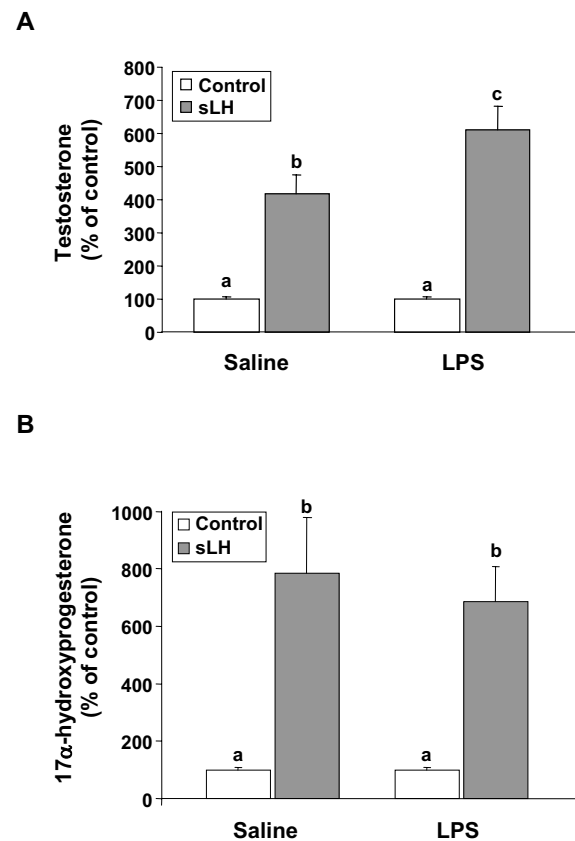 A
Testosterone
(% of control)
800
700
600
500
400
300
200
100
0
Control
sLH
a
b
a
c
Saline
LPS
B
17α-hydroxyprogesterone
(% of control)
1000
800
600
400
200
0
Control
sLH
a
b
a
b
Saline
LPS